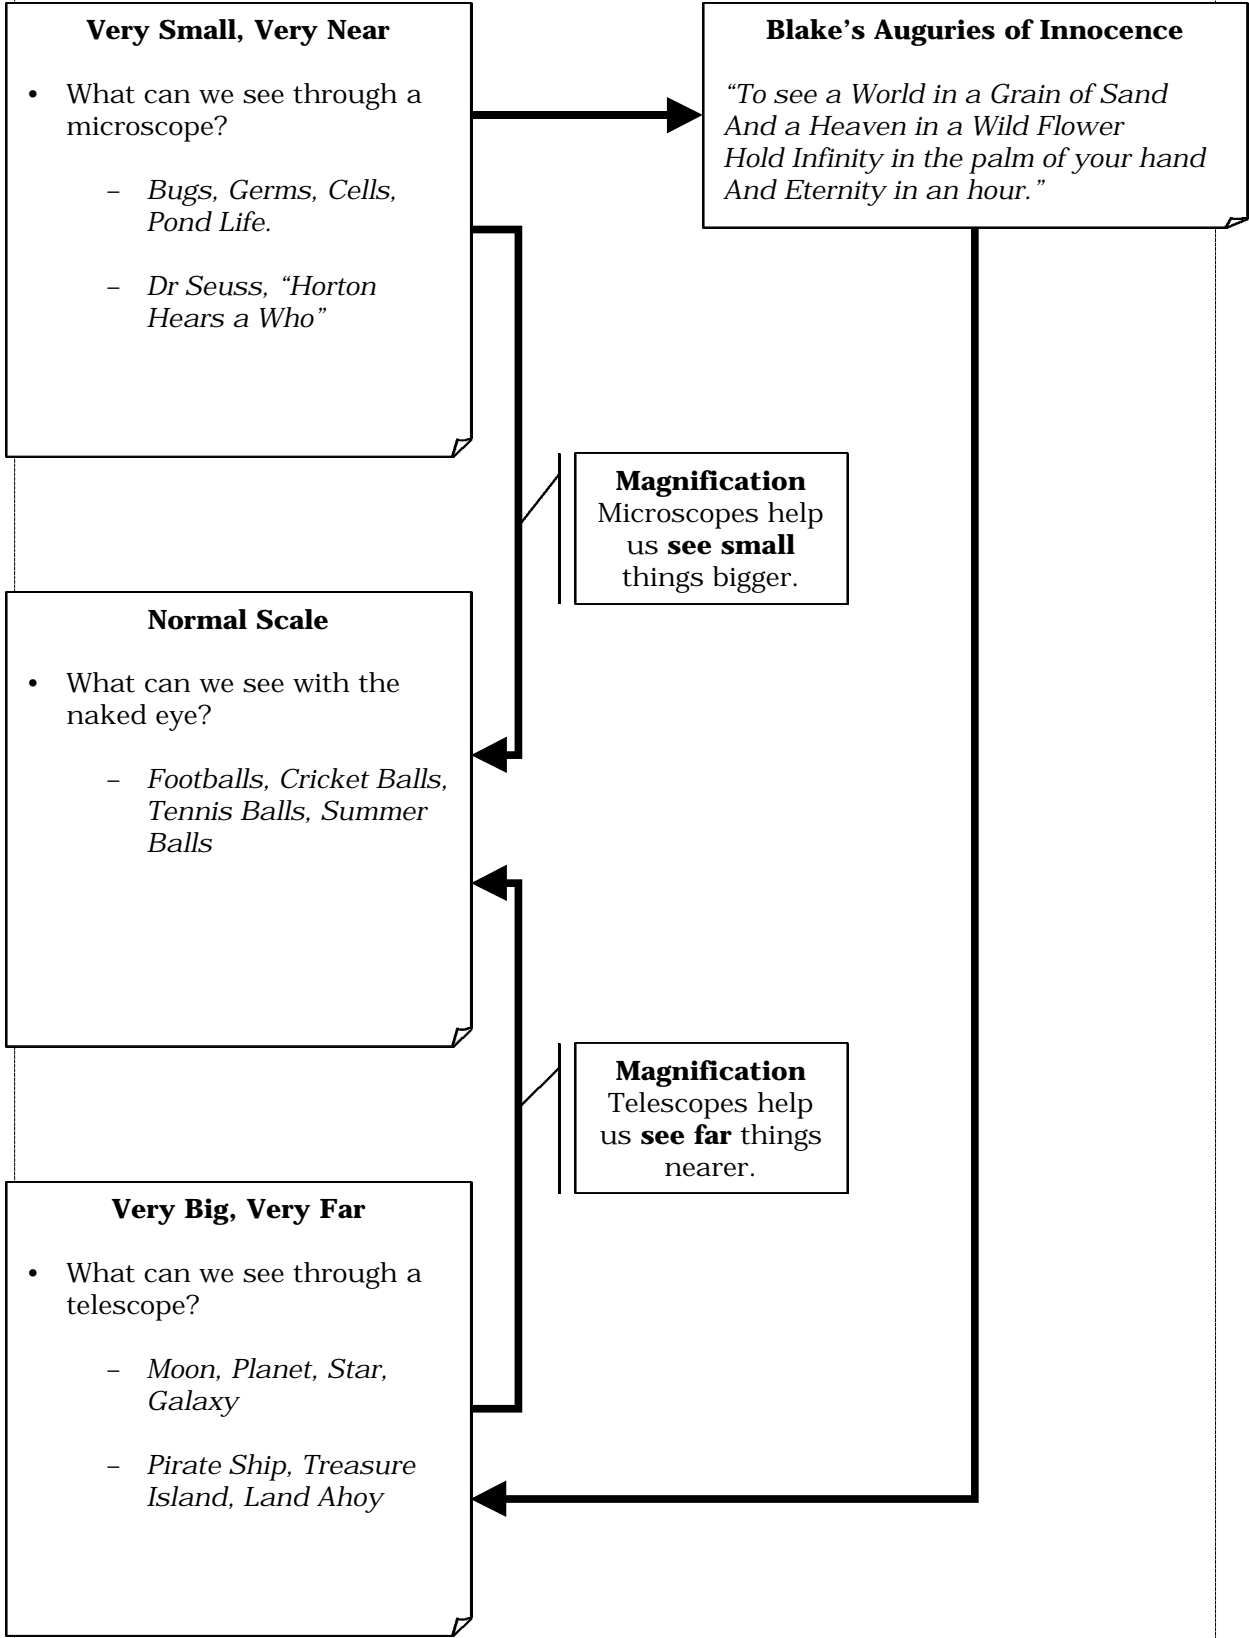 Very Small, Very Near
• What can we see through a
microscope?
– Bugs, Germs, Cells,
Pond Life.
– Dr Seuss, “Horton
Hears a Who”
Blake’s Auguries of Innocence
“To see a World in a Grain of Sand
And a Heaven in a Wild Flower
Hold Infinity in the palm of your hand
And Eternity in an hour.”
Magnification
Microscopes help
us see small
things bigger.
Normal Scale
• What can we see with the
naked eye?
– Footballs, Cricket Balls,
Tennis Balls, Summer
Balls
Magnification
Telescopes help
us see far things
nearer.
Very Big, Very Far
• What can we see through a
telescope?
– Moon, Planet, Star,
Galaxy
– Pirate Ship, Treasure
Island, Land Ahoy